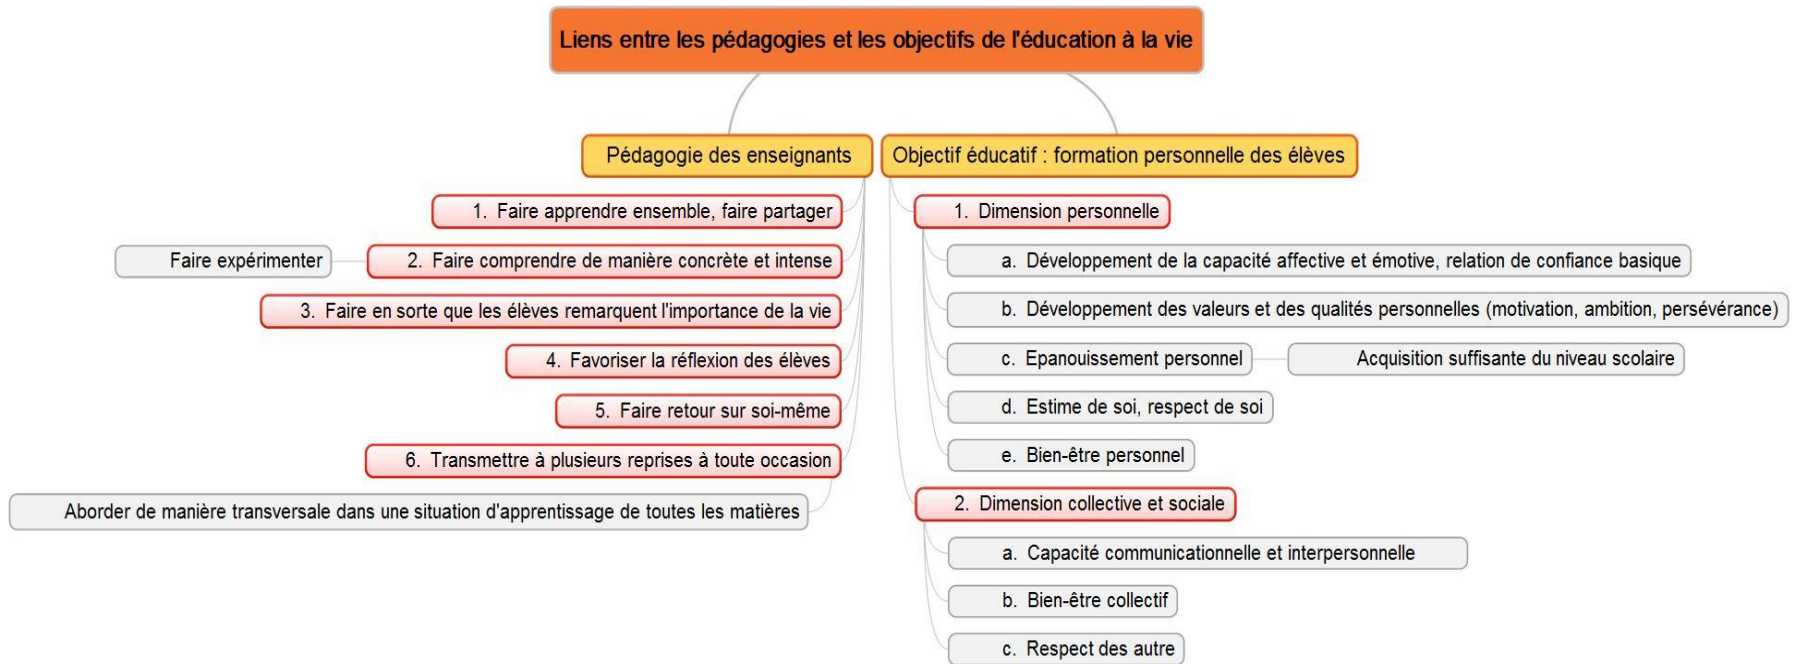 Liens entre les pédagogies et les objectifs de l'éducation à la vie
Pédagogie des enseignants
1. Faire apprendre ensemble, faire partager
2. Faire comprendre de manière concrète et intense
Faire expérimenter
3. Faire en sorte que les élèves remarquent l'importance de la vie
4. Favoriser la réflexion des élèves
5. Faire retour sur soi-même
6. Transmettre à plusieurs reprises à toute occasion
Aborder de manière transversale dans une situation d'apprentissage de toutes les matières
Objectif éducatif : formation personnelle des élèves
1. Dimension personnelle
a. Développement de la capacité affective et émotive, relation de confiance basique
b. Développement des valeurs et des qualités personnelles (motivation, ambition, persévérance)
c. Epanouissement personnel
Acquisition suffisante du niveau scolaire
d. Estime de soi, respect de soi
e. Bien-être personnel
2. Dimension collective et sociale
a. Capacité communicationnelle et interpersonnelle
b. Bien-être collectif
c. Respect des autre